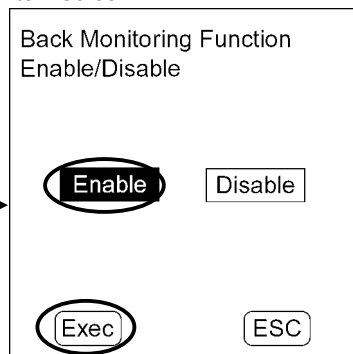 Back Monitoring Function
Enable/Disable
Enable Disable
Exec ESC